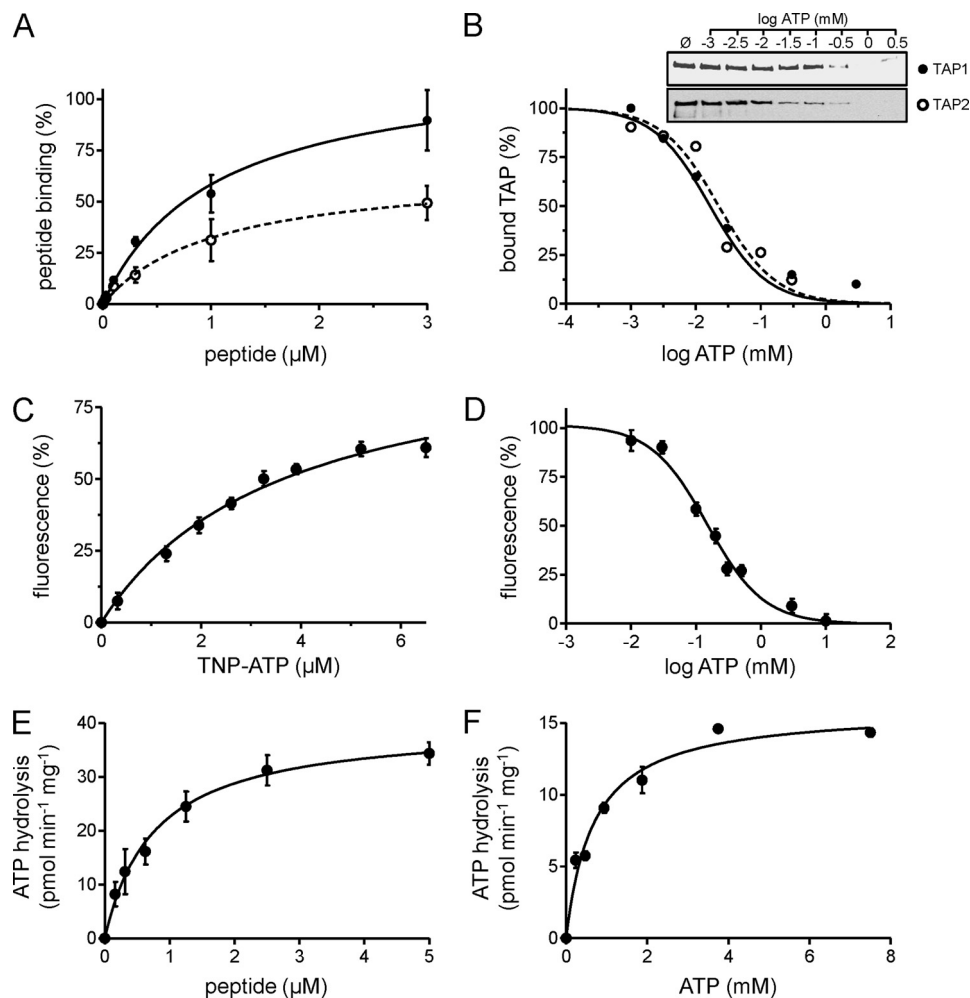 A
peptide binding (%)
100
75
50
25
0
0
1
2
3
peptide (µM)
B
log ATP (mM)
Ø -3 -2.5 -2 -1.5 -1 -0.5 0 0.5
TAP1
TAP2
bound TAP (%)
100
75
50
25
0
-4 -3 -2 -1 0 1
log ATP (mM)
C
fluorescence (%)
75
50
25
0
0 2 4 6
TNP-ATP (µM)
D
fluorescence (%)
100
75
50
25
0
-3 -2 -1 0 1 2
log ATP (mM)
E
ATP hydrolysis
(pmol min⁻¹ mg⁻¹)
40
30
20
10
0
0 1 2 3 4 5
peptide (µM)
F
ATP hydrolysis
(pmol min⁻¹ mg⁻¹)
15
10
5
0
0 2 4 6 8
ATP (mM)